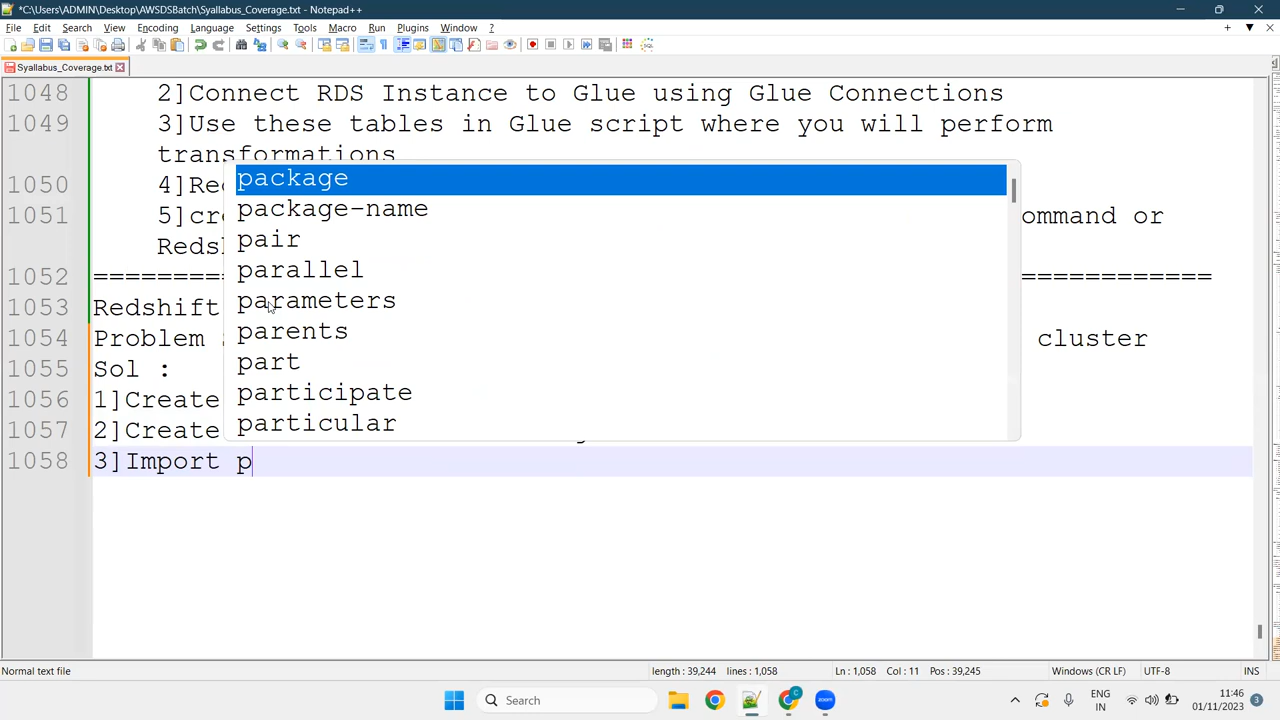 *C:\Users\ADMIN\Desktop\AWSDSBatch\Syallabus_Coverage.txt - Notepad++
File Edit Search View Encoding Language Settings Tools Macro Run Plugins Window ?
Syallabus_Coverage.txt
1048 2]Connect RDS Instance to Glue using Glue Connections
1049 3]Use these tables in Glue script where you will perform
transformations
package
1050 4]Re
package-name
1051 5]cre ommand or
pair
Redsh
parallel
1052 ========================================
parameters
1053 Redshift
parents
1054 Problem cluster
part
1055 Sol :
participate
1056 1]Create
particular
1057 2]Create
1058 3]Import p
Normal text file length : 39,244 lines : 1,058 Ln : 1,058 Col : 11 Pos : 39,245 Windows (CR LF) UTF-8 INS
Search
ENG
IN
11:46
01/11/2023
3